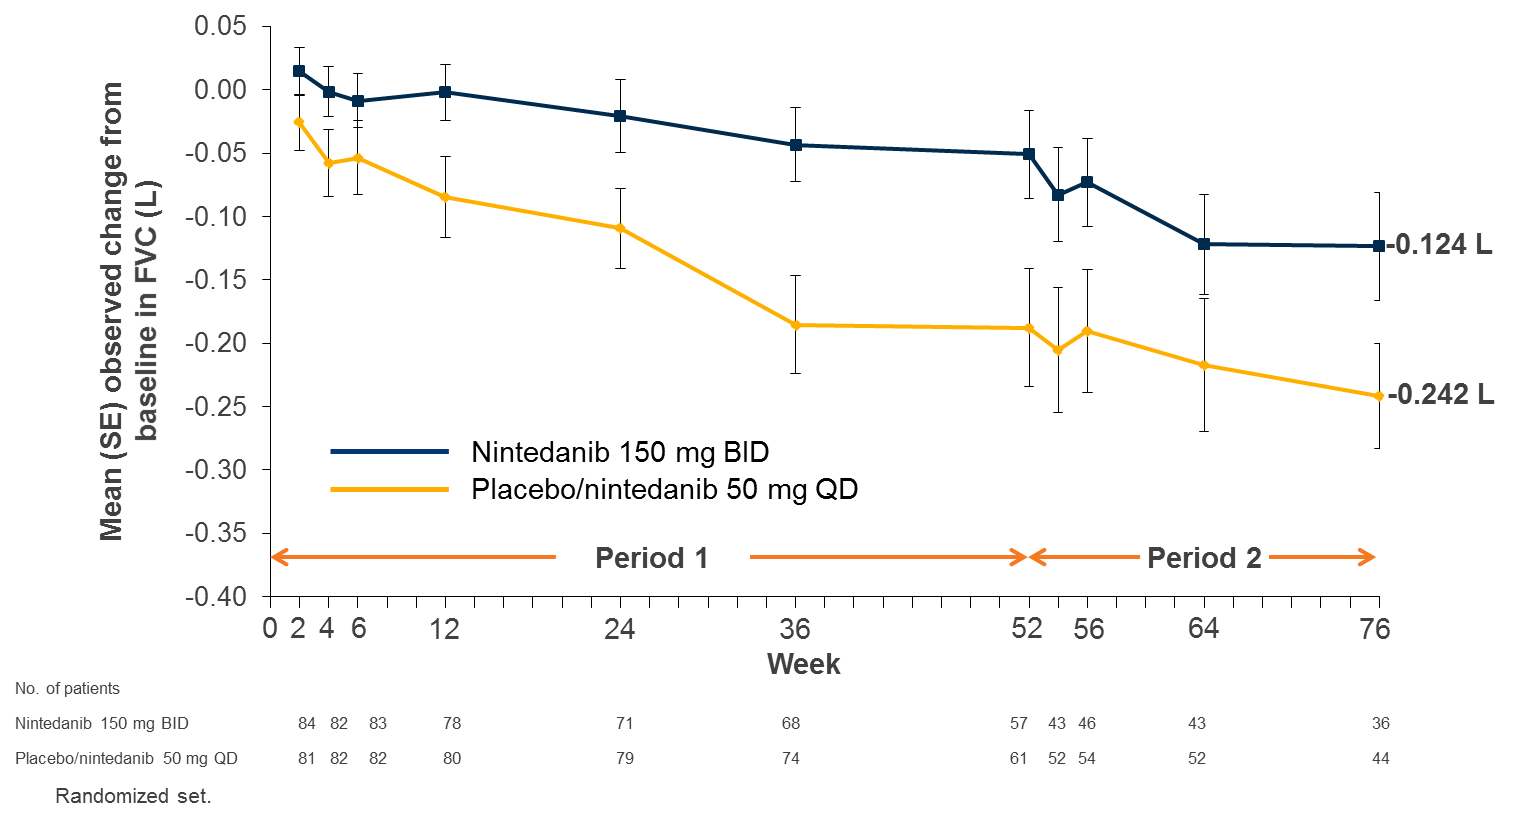 Mean (SE) observed change from
baseline in FVC (L)
0.05
0.00
-0.05
-0.10
-0.15
-0.20
-0.25
-0.30
-0.35
-0.40
-0.124 L
-0.242 L
Nintedanib 150 mg BID
Placebo/nintedanib 50 mg QD
Period 1 Period 2
0 2 4 6 12 24 36 52 56 64 76
Week
No. of patients
Nintedanib 150 mg BID 84 82 83 78 71 68 57 43 46 43 36
Placebo/nintedanib 50 mg QD 81 82 82 80 79 74 61 52 54 52 44
Randomized set.